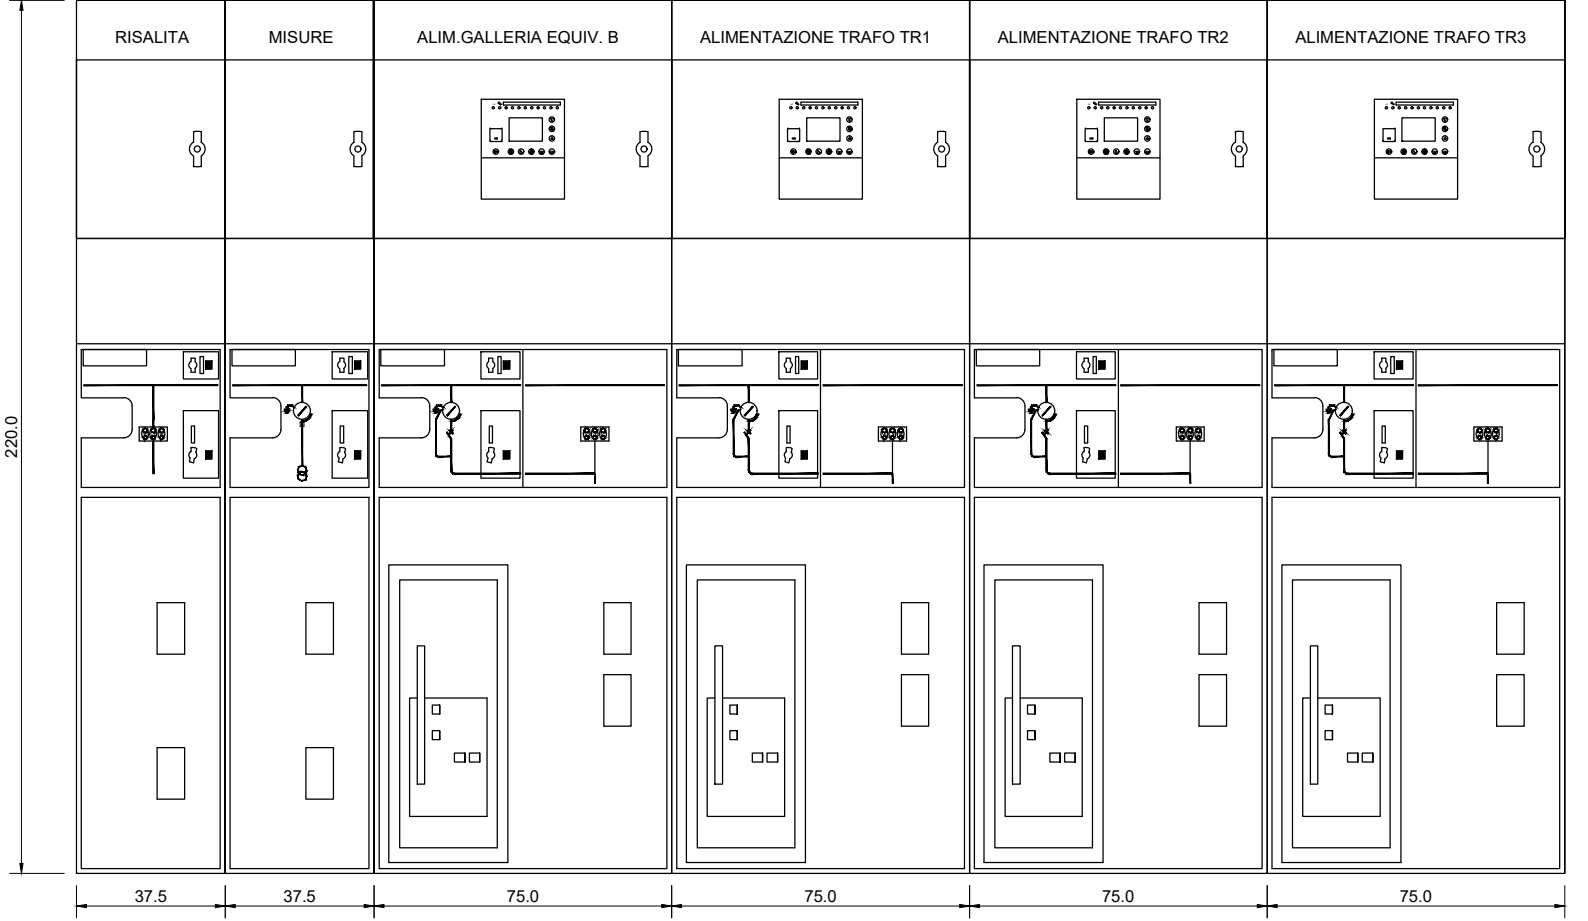 RISALITA
MISURE
ALIM.GALLERIA EQUIV. B
ALIMENTAZIONE TRAFO TR1
ALIMENTAZIONE TRAFO TR2
ALIMENTAZIONE TRAFO TR3
220.0
37.5
37.5
75.0
75.0
75.0
75.0